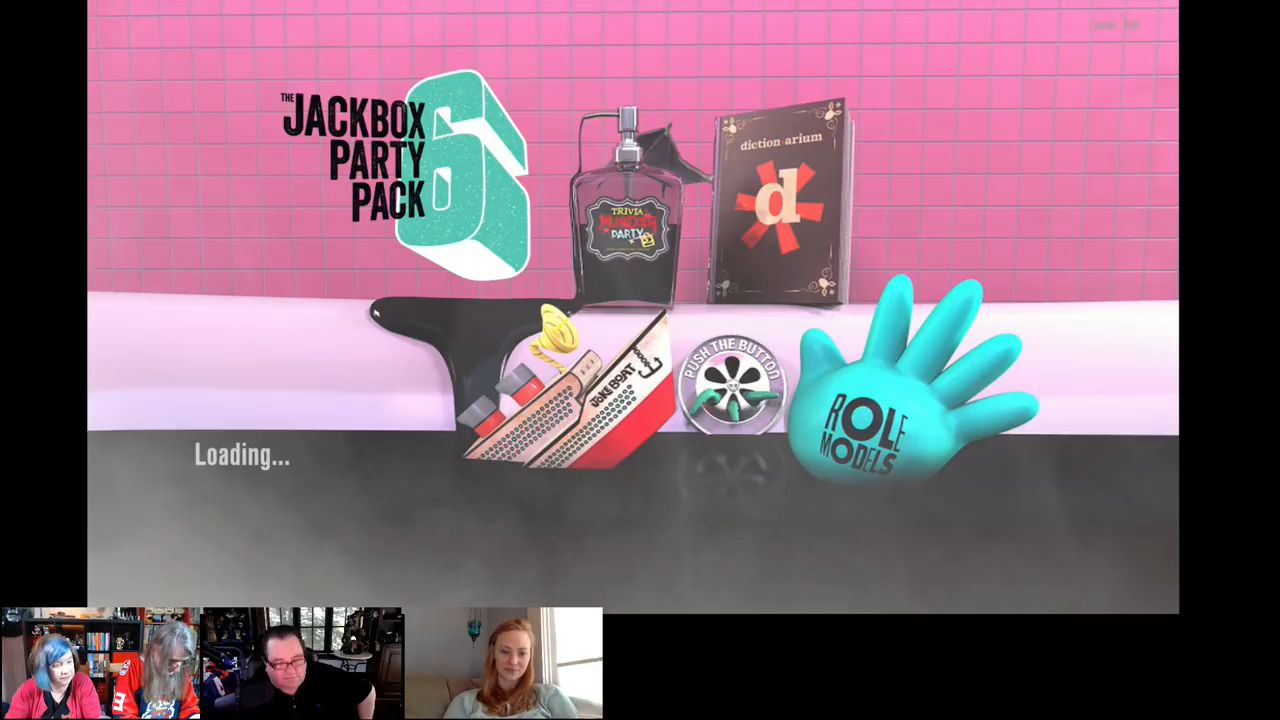 THE
JACKBOX
PARTY
PACK
6
TRIVIA
MURDER
PARTY
2
diction arium
d
JOKE BOAT
PUSH THE BUTTON
ROLE
MODELS
Loading...